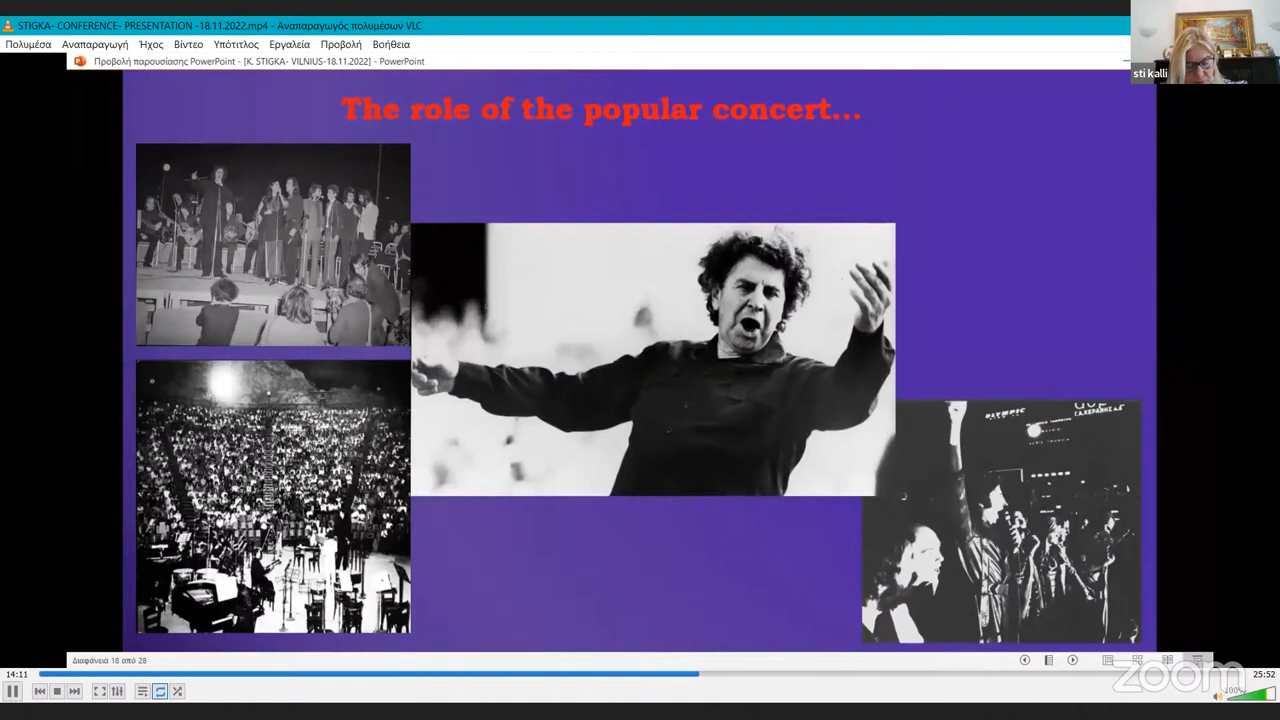 STIGKA- CONFERENCE- PRESENTATION -18.11.2022.mp4 - Αναπαραγωγός πολυμέσων VLC
Πολυμέσα Αναπαραγωγή Ήχος Βίντεο Υπότιτλος Εργαλεία Προβολή Βοήθεια
Προβολή παρουσίασης PowerPoint - [K. STIGKA- VILNIUS-18.11.2022] - PowerPoint
sti kalli
The role of the popular concert...
OLYMPIC
Διαφάνεια 18 από 28
zoom
14:11
25:52
100%